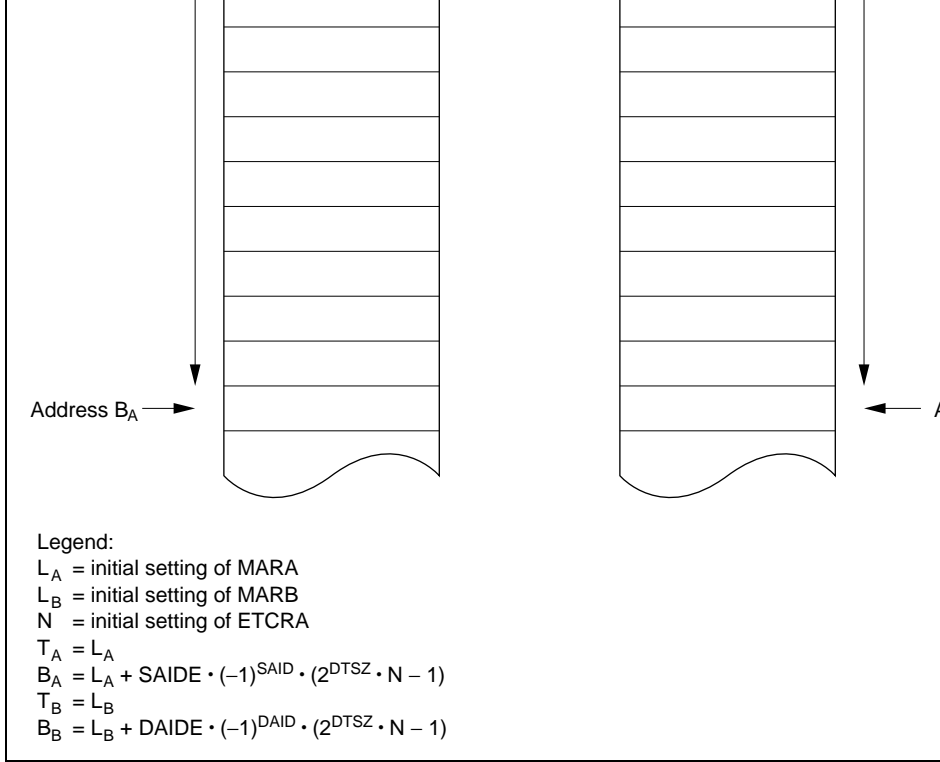 Address B_A
A
Legend:
L_A = initial setting of MARA
L_B = initial setting of MARB
N = initial setting of ETCRA
T_A = L_A
B_A = L_A + SAIDE · (–1)^SAID · (2^DTSZ · N – 1)
T_B = L_B
B_B = L_B + DAIDE · (–1)^DAID · (2^DTSZ · N – 1)